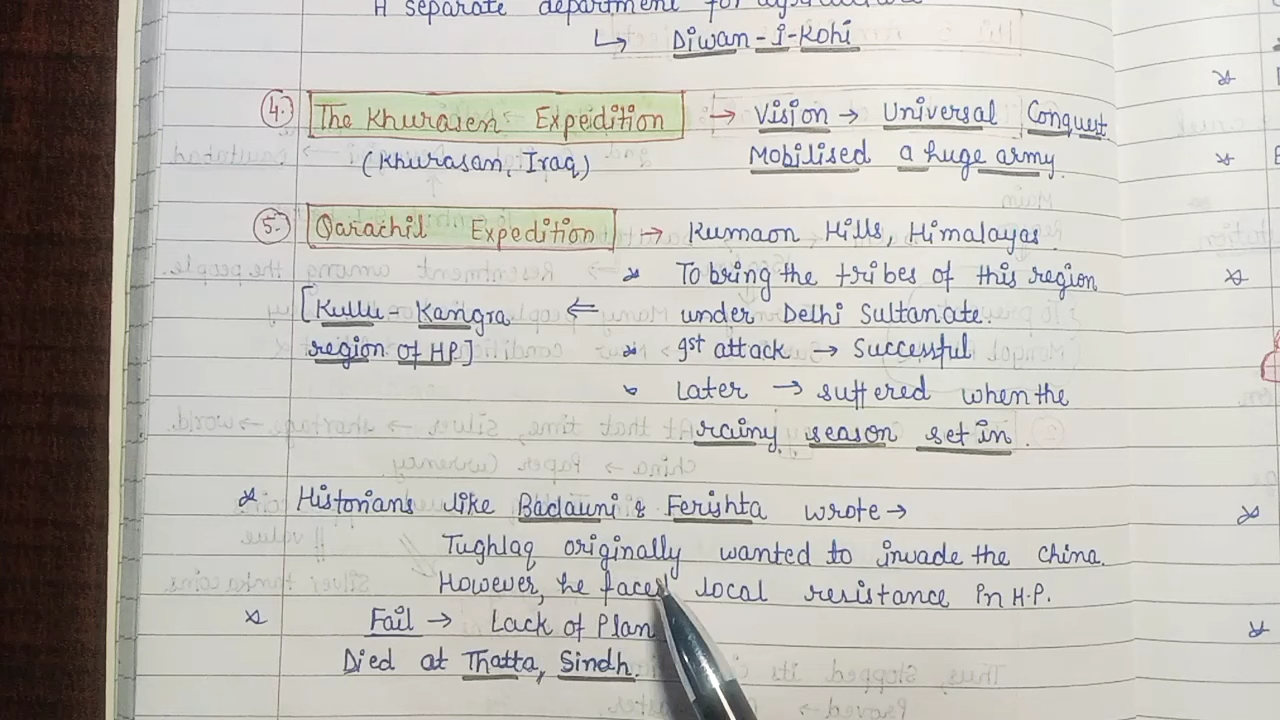 A separate department for agriculture
↳ Diwan-i-Kohi
4. The Khurasen Expedition → Vision → Universal Conquest
(Khurasan, Iraq) Mobilised a huge army.
5. Qarachil Expedition → Kumaon Hills, Himalayas.
* To bring the tribes of this region
[Kullu - Kangra ⇐ under Delhi Sultanate.
region of HP] * 1st attack → Successful
* Later → suffered when the
rainy season set in.
* Historians like Badauni & Ferishta wrote →
Tughlaq originally wanted to invade the China.
However, he faces local resistance in H.P.
* Fail → Lack of Plan
Died at Thatta, Sindh.